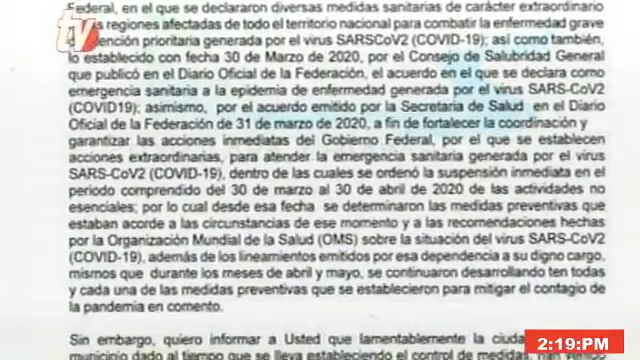 Federal, en el que se declararon diversas medidas sanitarias de carácter extraordinario
regiones afectadas de todo el territorio nacional para combatir la enfermedad grave
prioritaria generada por el virus SARSCoV2 (COVID-19); así como también,
lo establecido con fecha 30 de Marzo de 2020, por el Consejo de Salubridad General
que publicó en el Diario Oficial de la Federación, el acuerdo en el que se declara como
emergencia sanitaria a la epidemia de enfermedad generada por el virus SARS-CoV2
(COVID19); asimismo, por el acuerdo emitido por la Secretaria de Salud en el Diario
Oficial de la Federación de 31 de marzo de 2020, a fin de fortalecer la coordinación y
garantizar las acciones inmediatas del Gobierno Federal, por el que se establecen
acciones extraordinarias, para atender la emergencia sanitaria generada por el virus
SARS-CoV2 (COVID-19), dentro de las cuales se ordenó la suspensión inmediata en el
periodo comprendido del 30 de marzo al 30 de abril de 2020 de las actividades no
esenciales; por lo cual desde esa fecha se determinaron las medidas preventivas que
estaban acorde a las circunstancias de ese momento y a las recomendaciones hechas
por la Organización Mundial de la Salud (OMS) sobre la situación del virus SARS-CoV2
(COVID-19), además de los lineamientos emitidos por esa dependencia a su digno cargo,
mismos que durante los meses de abril y mayo, se continuaron desarrollando ten todas
y cada una de las medidas preventivas que se establecieron para mitigar el contagio de
la pandemia en comento.
Sin embargo, quiero informar a Usted que lamentablemente la
municipio dado al tiempo que se lleva estableciendo el control de medidas
tv
2:19:PM